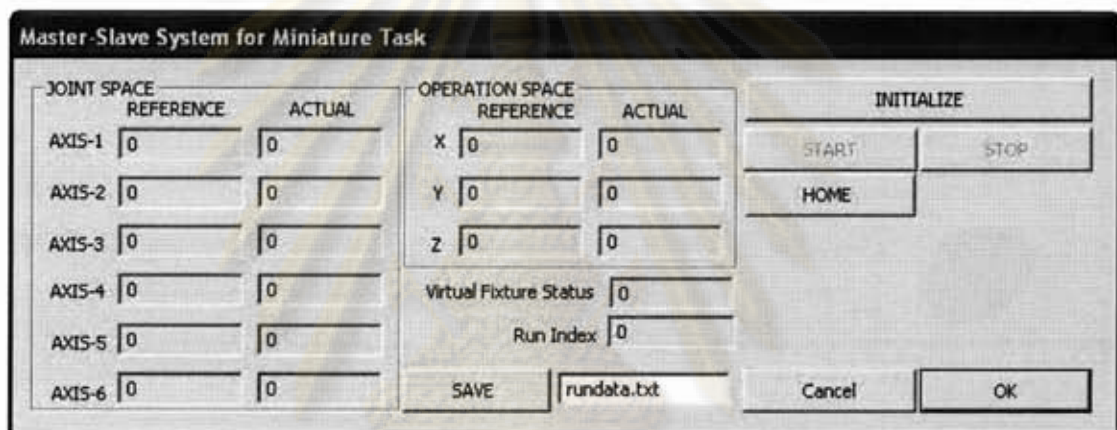 Master-Slave System for Miniature Task
JOINT SPACE
REFERENCE ACTUAL
AXIS-1 0 0
AXIS-2 0 0
AXIS-3 0 0
AXIS-4 0 0
AXIS-5 0 0
AXIS-6 0 0
OPERATION SPACE
REFERENCE ACTUAL
X 0 0
Y 0 0
Z 0 0
Virtual Fixture Status 0
Run Index 0
SAVE rundata.txt
INITIALIZE
START STOP
HOME
Cancel OK